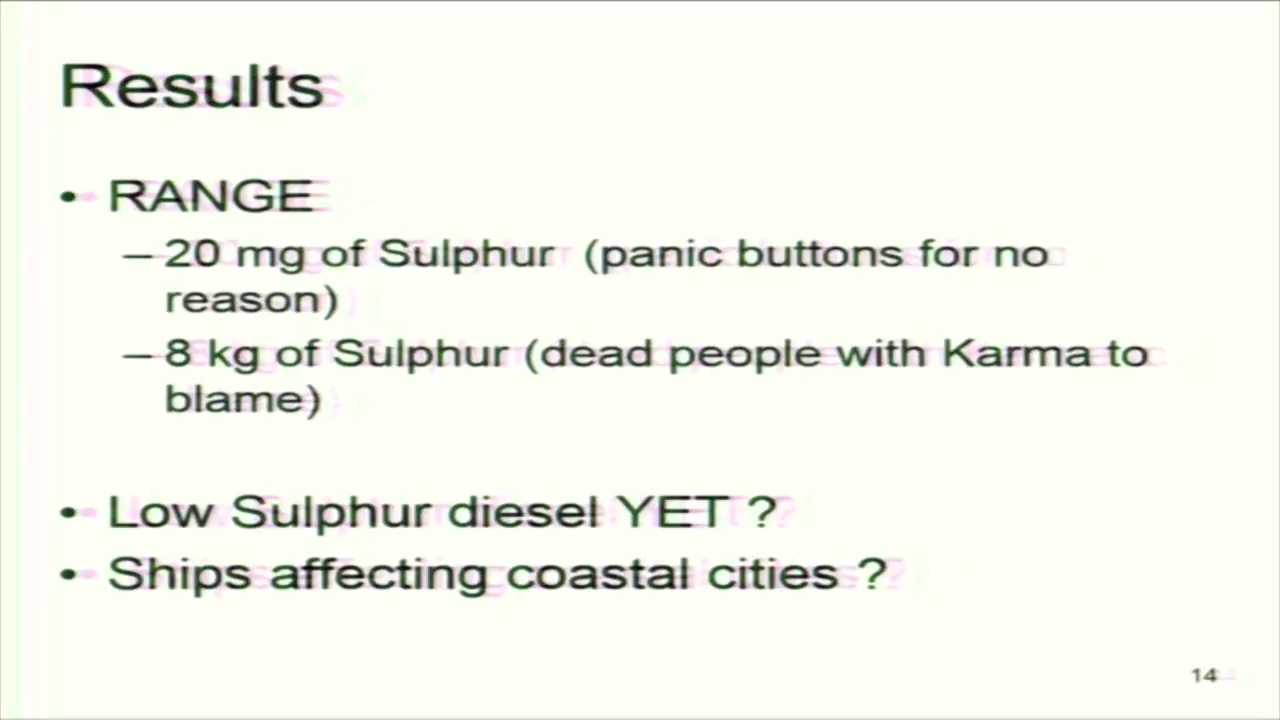 Results
• RANGE
– 20 mg of Sulphur (panic buttons for no
reason)
– 8 kg of Sulphur (dead people with Karma to
blame)
• Low Sulphur diesel YET ?
• Ships affecting coastal cities ?
14